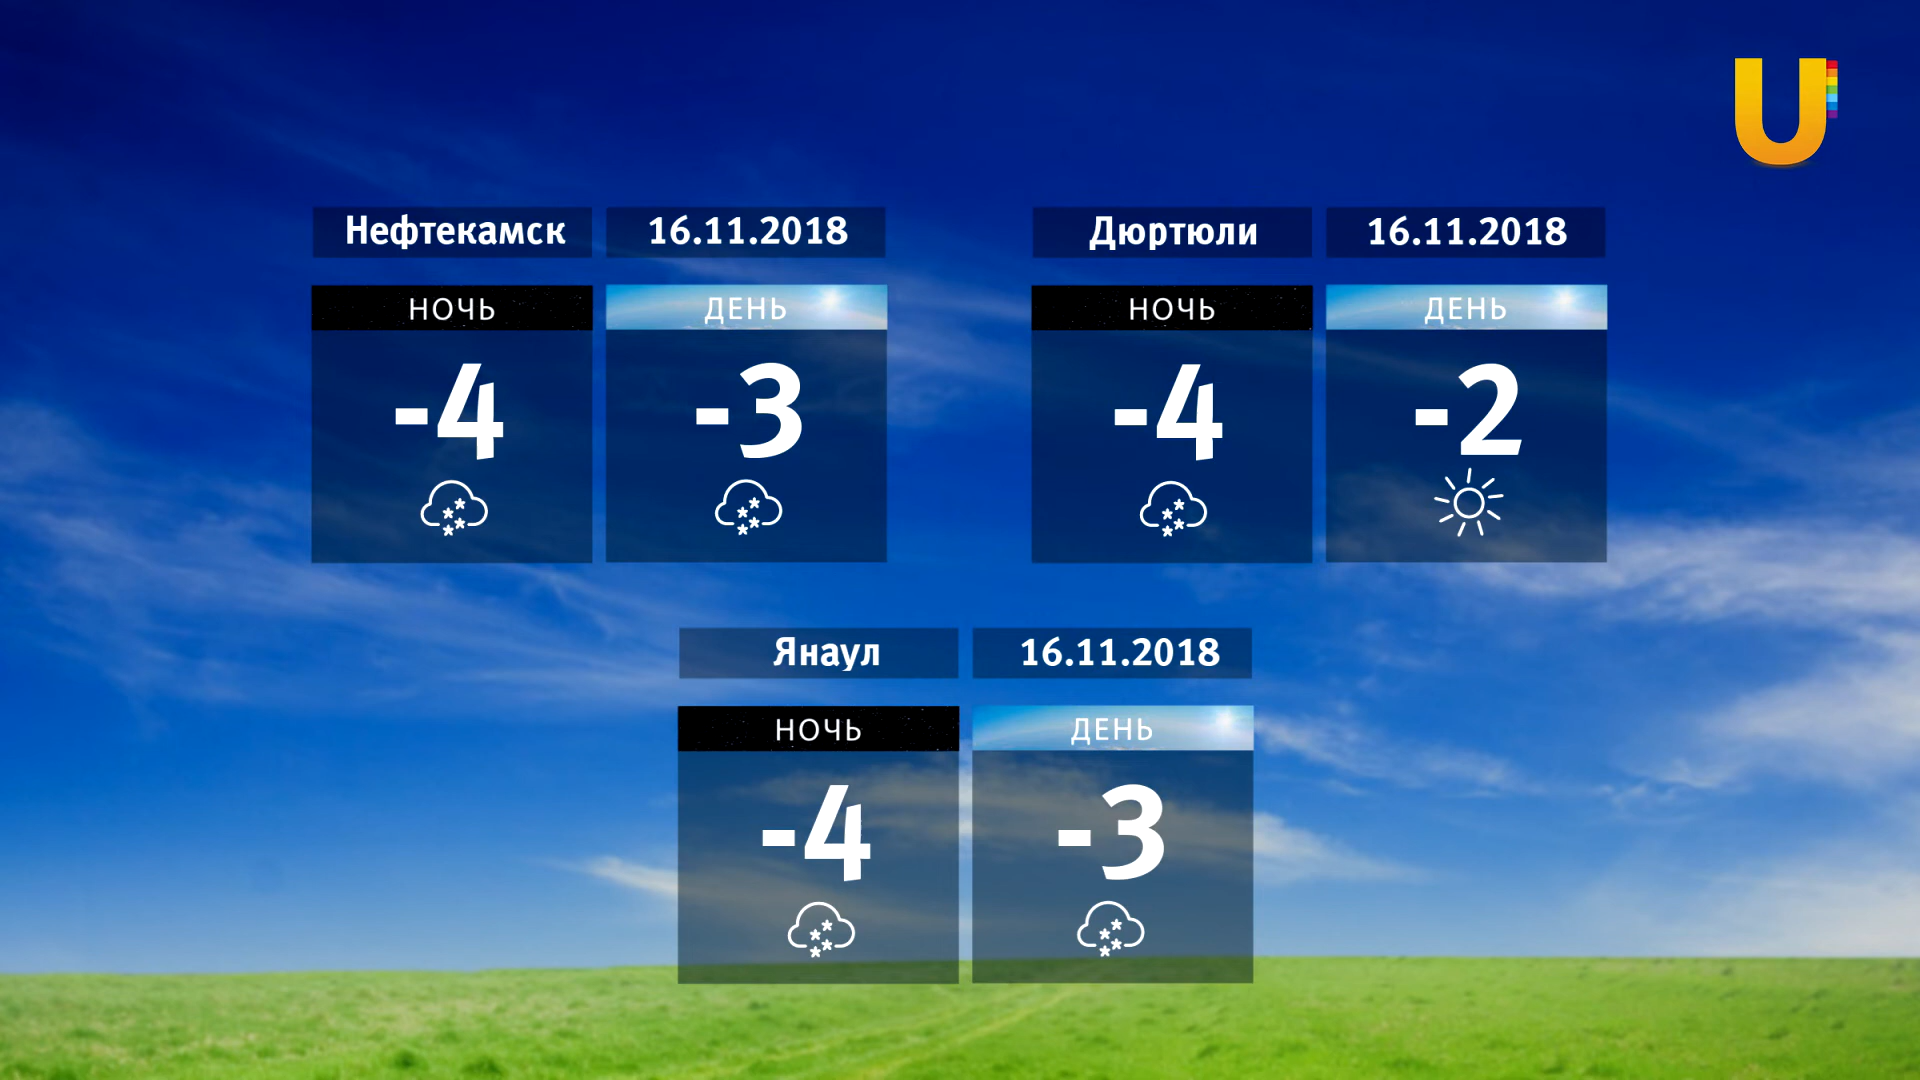 U
Нефтекамск 16.11.2018
НОЧЬ ДЕНЬ
-4 -3
Дюртюли 16.11.2018
НОЧЬ ДЕНЬ
-4 -2
Янаул 16.11.2018
НОЧЬ ДЕНЬ
-4 -3